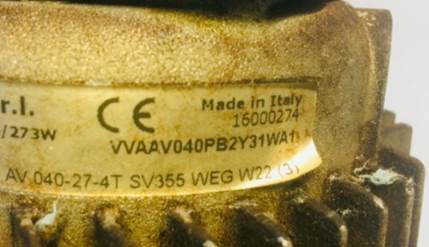 r.l.
CE
Made in Italy
/273W
16000274
VVAAV040PB2Y31WA1
AV 040-27-4T SV355 WEG W22 (3)